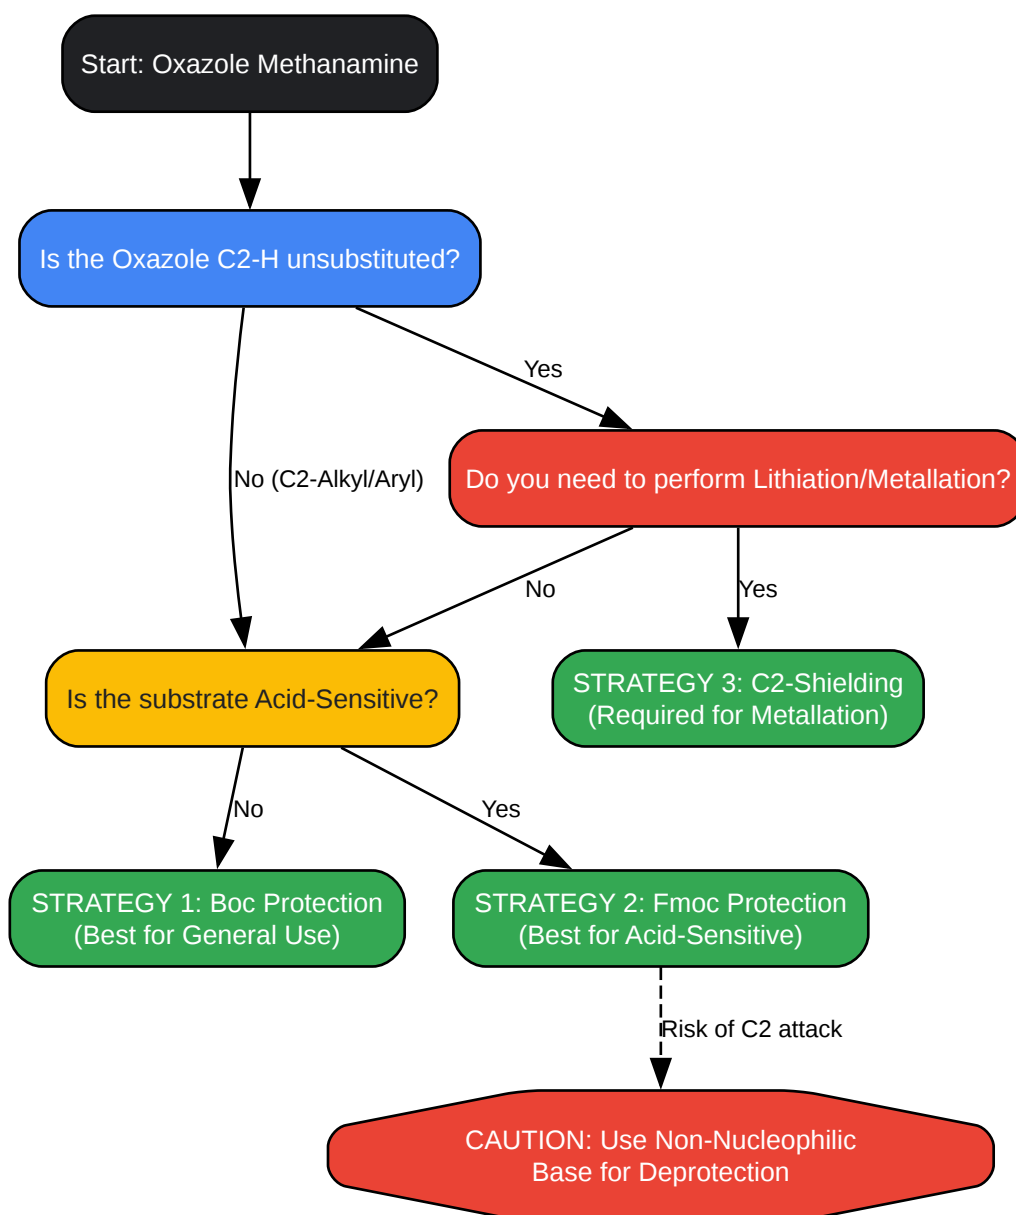 Start: Oxazole Methanamine
Is the Oxazole C2-H unsubstituted?
Yes
No (C2-Alkyl/Aryl)
Do you need to perform Lithiation/Metallation?
No
Yes
Is the substrate Acid-Sensitive?
STRATEGY 3: C2-Shielding
(Required for Metallation)
No
Yes
STRATEGY 1: Boc Protection
(Best for General Use)
STRATEGY 2: Fmoc Protection
(Best for Acid-Sensitive)
Risk of C2 attack
CAUTION: Use Non-Nucleophilic
Base for Deprotection